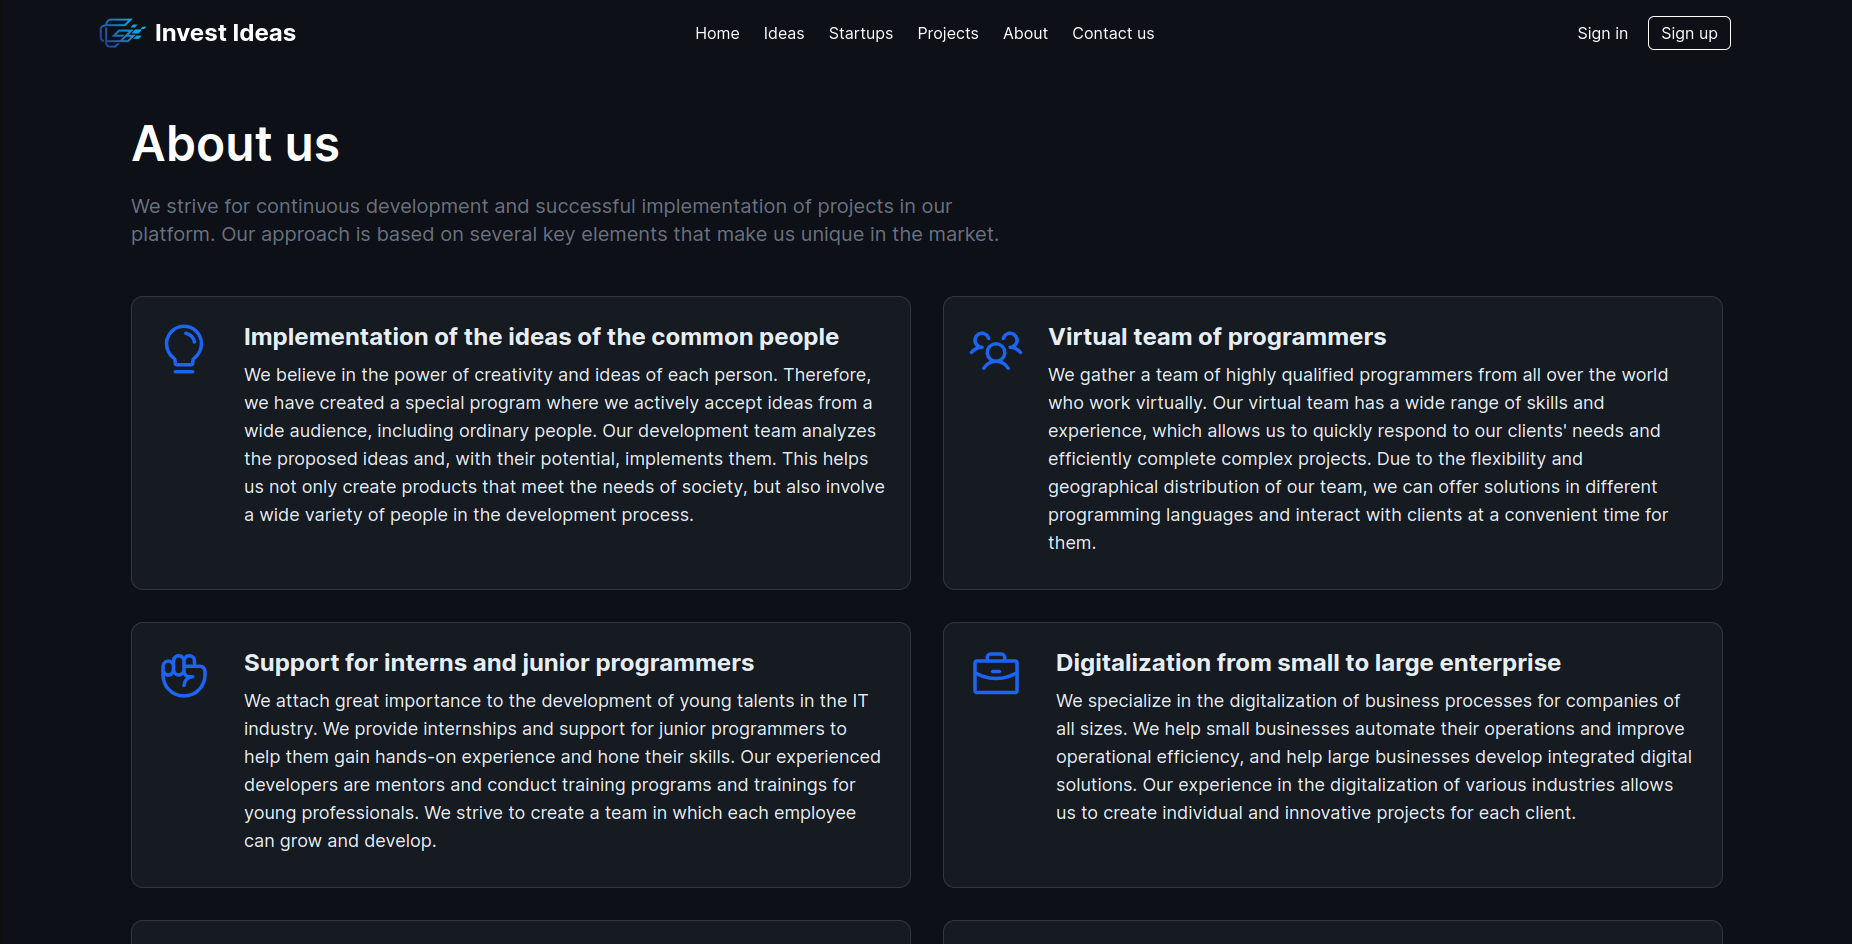 Invest Ideas
Home Ideas Startups Projects About Contact us
Sign in Sign up
About us
We strive for continuous development and successful implementation of projects in our
platform. Our approach is based on several key elements that make us unique in the market.
Implementation of the ideas of the common people
We believe in the power of creativity and ideas of each person. Therefore,
we have created a special program where we actively accept ideas from a
wide audience, including ordinary people. Our development team analyzes
the proposed ideas and, with their potential, implements them. This helps
us not only create products that meet the needs of society, but also involve
a wide variety of people in the development process.
Virtual team of programmers
We gather a team of highly qualified programmers from all over the world
who work virtually. Our virtual team has a wide range of skills and
experience, which allows us to quickly respond to our clients' needs and
efficiently complete complex projects. Due to the flexibility and
geographical distribution of our team, we can offer solutions in different
programming languages and interact with clients at a convenient time for
them.
Support for interns and junior programmers
We attach great importance to the development of young talents in the IT
industry. We provide internships and support for junior programmers to
help them gain hands-on experience and hone their skills. Our experienced
developers are mentors and conduct training programs and trainings for
young professionals. We strive to create a team in which each employee
can grow and develop.
Digitalization from small to large enterprise
We specialize in the digitalization of business processes for companies of
all sizes. We help small businesses automate their operations and improve
operational efficiency, and help large businesses develop integrated digital
solutions. Our experience in the digitalization of various industries allows
us to create individual and innovative projects for each client.